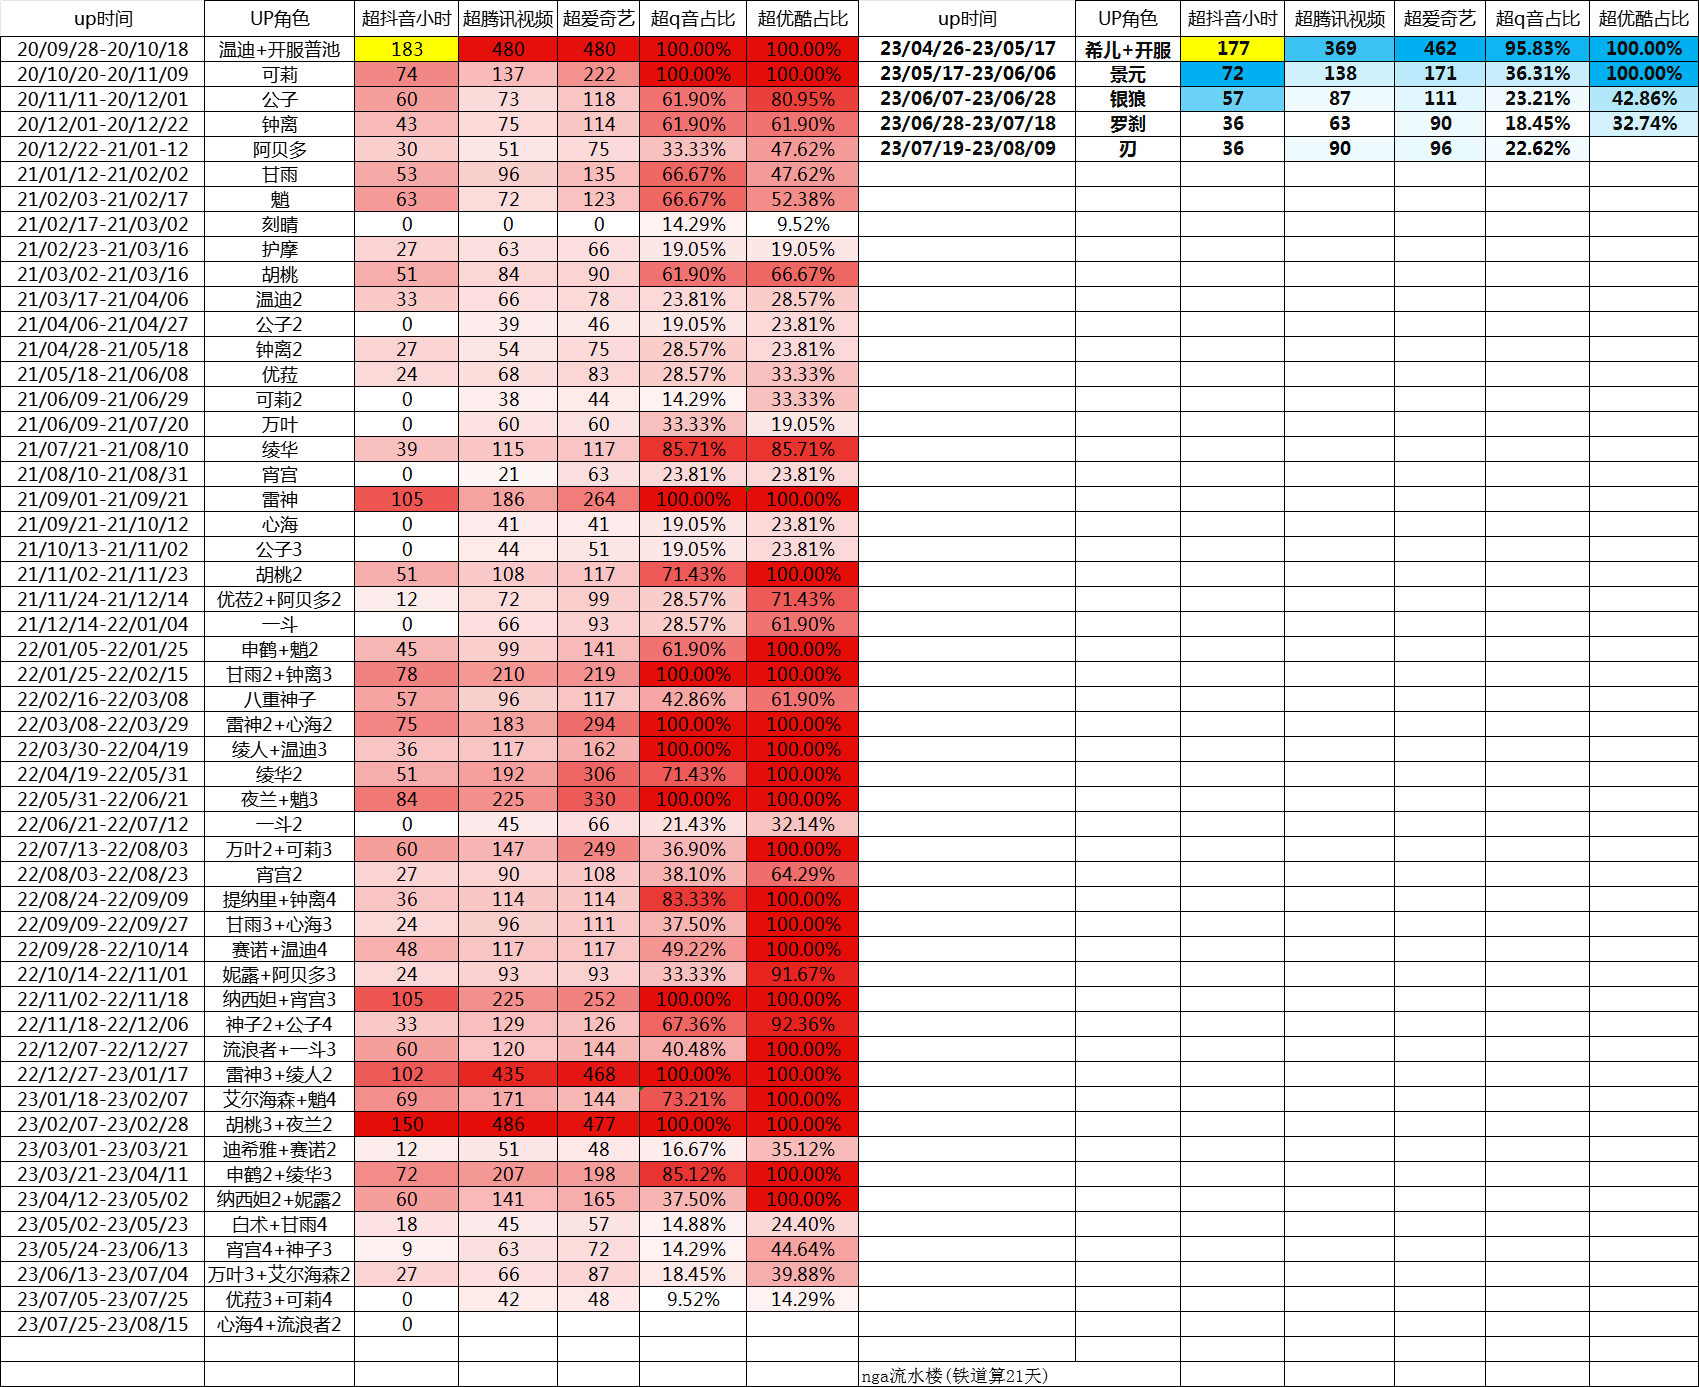 up时间 UP角色 超抖音小时 超腾讯视频 超爱奇艺 超q音占比 超优酷占比 up时间 UP角色 超抖音小时 超腾讯视频 超爱奇艺 超q音占比 超优酷占比
20/09/28-20/10/18 温迪+开服普池 183 480 480 100.00% 100.00% 23/04/26-23/05/17 希儿+开服 177 369 462 95.83% 100.00%
20/10/20-20/11/09 可莉 74 137 222 100.00% 100.00% 23/05/17-23/06/06 景元 72 138 171 36.31% 100.00%
20/11/11-20/12/01 公子 60 73 118 61.90% 80.95% 23/06/07-23/06/28 银狼 57 87 111 23.21% 42.86%
20/12/01-20/12/22 钟离 43 75 114 61.90% 61.90% 23/06/28-23/07/18 罗刹 36 63 90 18.45% 32.74%
20/12/22-21/01-12 阿贝多 30 51 75 33.33% 47.62% 23/07/19-23/08/09 刃 36 90 96 22.62%
21/01/12-21/02/02 甘雨 53 96 135 66.67% 47.62%
21/02/03-21/02/17 魈 63 72 123 66.67% 52.38%
21/02/17-21/03/02 刻晴 0 0 0 14.29% 9.52%
21/02/23-21/03/16 护摩 27 63 66 19.05% 19.05%
21/03/02-21/03/16 胡桃 51 84 90 61.90% 66.67%
21/03/17-21/04/06 温迪2 33 66 78 23.81% 28.57%
21/04/06-21/04/27 公子2 0 39 46 19.05% 23.81%
21/04/28-21/05/18 钟离2 27 54 75 28.57% 23.81%
21/05/18-21/06/08 优菈 24 68 83 28.57% 33.33%
21/06/09-21/06/29 可莉2 0 38 44 14.29% 33.33%
21/06/09-21/07/20 万叶 0 60 60 33.33% 19.05%
21/07/21-21/08/10 绫华 39 115 117 85.71% 85.71%
21/08/10-21/08/31 宵宫 0 21 63 23.81% 23.81%
21/09/01-21/09/21 雷神 105 186 264 100.00% 100.00%
21/09/21-21/10/12 心海 0 41 41 19.05% 23.81%
21/10/13-21/11/02 公子3 0 44 51 19.05% 23.81%
21/11/02-21/11/23 胡桃2 51 108 117 71.43% 100.00%
21/11/24-21/12/14 优菈2+阿贝多2 12 72 99 28.57% 71.43%
21/12/14-22/01/04 一斗 0 66 93 28.57% 61.90%
22/01/05-22/01/25 申鹤+魈2 45 99 141 61.90% 100.00%
22/01/25-22/02/15 甘雨2+钟离3 78 210 219 100.00% 100.00%
22/02/16-22/03/08 八重神子 57 96 117 42.86% 61.90%
22/03/08-22/03/29 雷神2+心海2 75 183 294 100.00% 100.00%
22/03/30-22/04/19 绫人+温迪3 36 117 162 100.00% 100.00%
22/04/19-22/05/31 绫华2 51 192 306 71.43% 100.00%
22/05/31-22/06/21 夜兰+魈3 84 225 330 100.00% 100.00%
22/06/21-22/07/12 一斗2 0 45 66 21.43% 32.14%
22/07/13-22/08/03 万叶2+可莉3 60 147 249 36.90% 100.00%
22/08/03-22/08/23 宵宫2 27 90 108 38.10% 64.29%
22/08/24-22/09/09 提纳里+钟离4 36 114 114 83.33% 100.00%
22/09/09-22/09/27 甘雨3+心海3 24 96 111 37.50% 100.00%
22/09/28-22/10/14 赛诺+温迪4 48 117 117 49.22% 100.00%
22/10/14-22/11/01 妮露+阿贝多3 24 93 93 33.33% 91.67%
22/11/02-22/11/18 纳西妲+宵宫3 105 225 252 100.00% 100.00%
22/11/18-22/12/06 神子2+公子4 33 129 126 67.36% 92.36%
22/12/07-22/12/27 流浪者+一斗3 60 120 144 40.48% 100.00%
22/12/27-23/01/17 雷神3+绫人2 102 435 468 100.00% 100.00%
23/01/18-23/02/07 艾尔海森+魈4 69 171 144 73.21% 100.00%
23/02/07-23/02/28 胡桃3+夜兰2 150 486 477 100.00% 100.00%
23/03/01-23/03/21 迪希雅+赛诺2 12 51 48 16.67% 35.12%
23/03/21-23/04/11 申鹤2+绫华3 72 207 198 85.12% 100.00%
23/04/12-23/05/02 纳西妲2+妮露2 60 141 165 37.50% 100.00%
23/05/02-23/05/23 白术+甘雨4 18 45 57 14.88% 24.40%
23/05/24-23/06/13 宵宫4+神子3 9 63 72 14.29% 44.64%
23/06/13-23/07/04 万叶3+艾尔海森2 27 66 87 18.45% 39.88%
23/07/05-23/07/25 优菈3+可莉4 0 42 48 9.52% 14.29%
23/07/25-23/08/15 心海4+流浪者2 0
nga流水楼(铁道算21天)